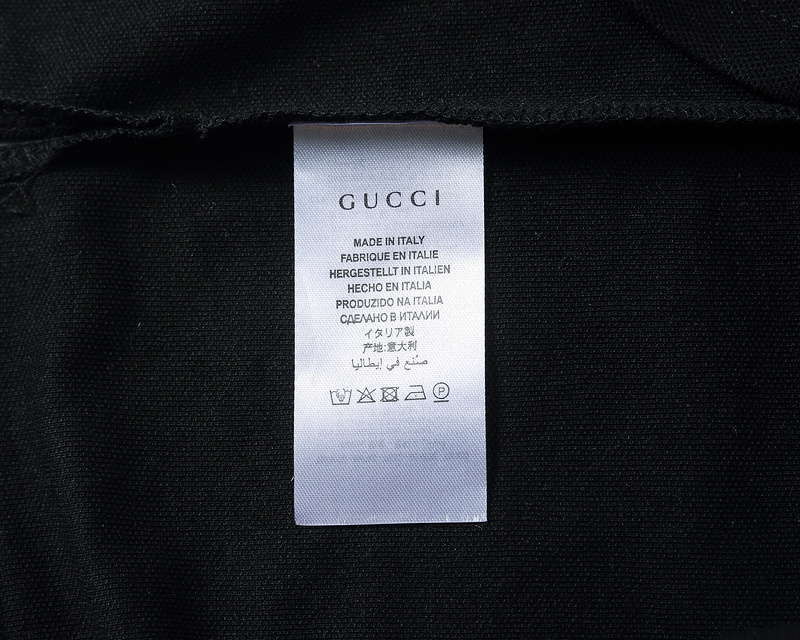 GUCCI
MADE IN ITALY
FABRIQUE EN ITALIE
HERGESTELLT IN ITALIEN
HECHO EN ITALIA
PRODUZIDO NA ITALIA
СДЕЛАНО В ИТАЛИИ
イタリア製
产地:意大利
صُنع في إيطاليا
P